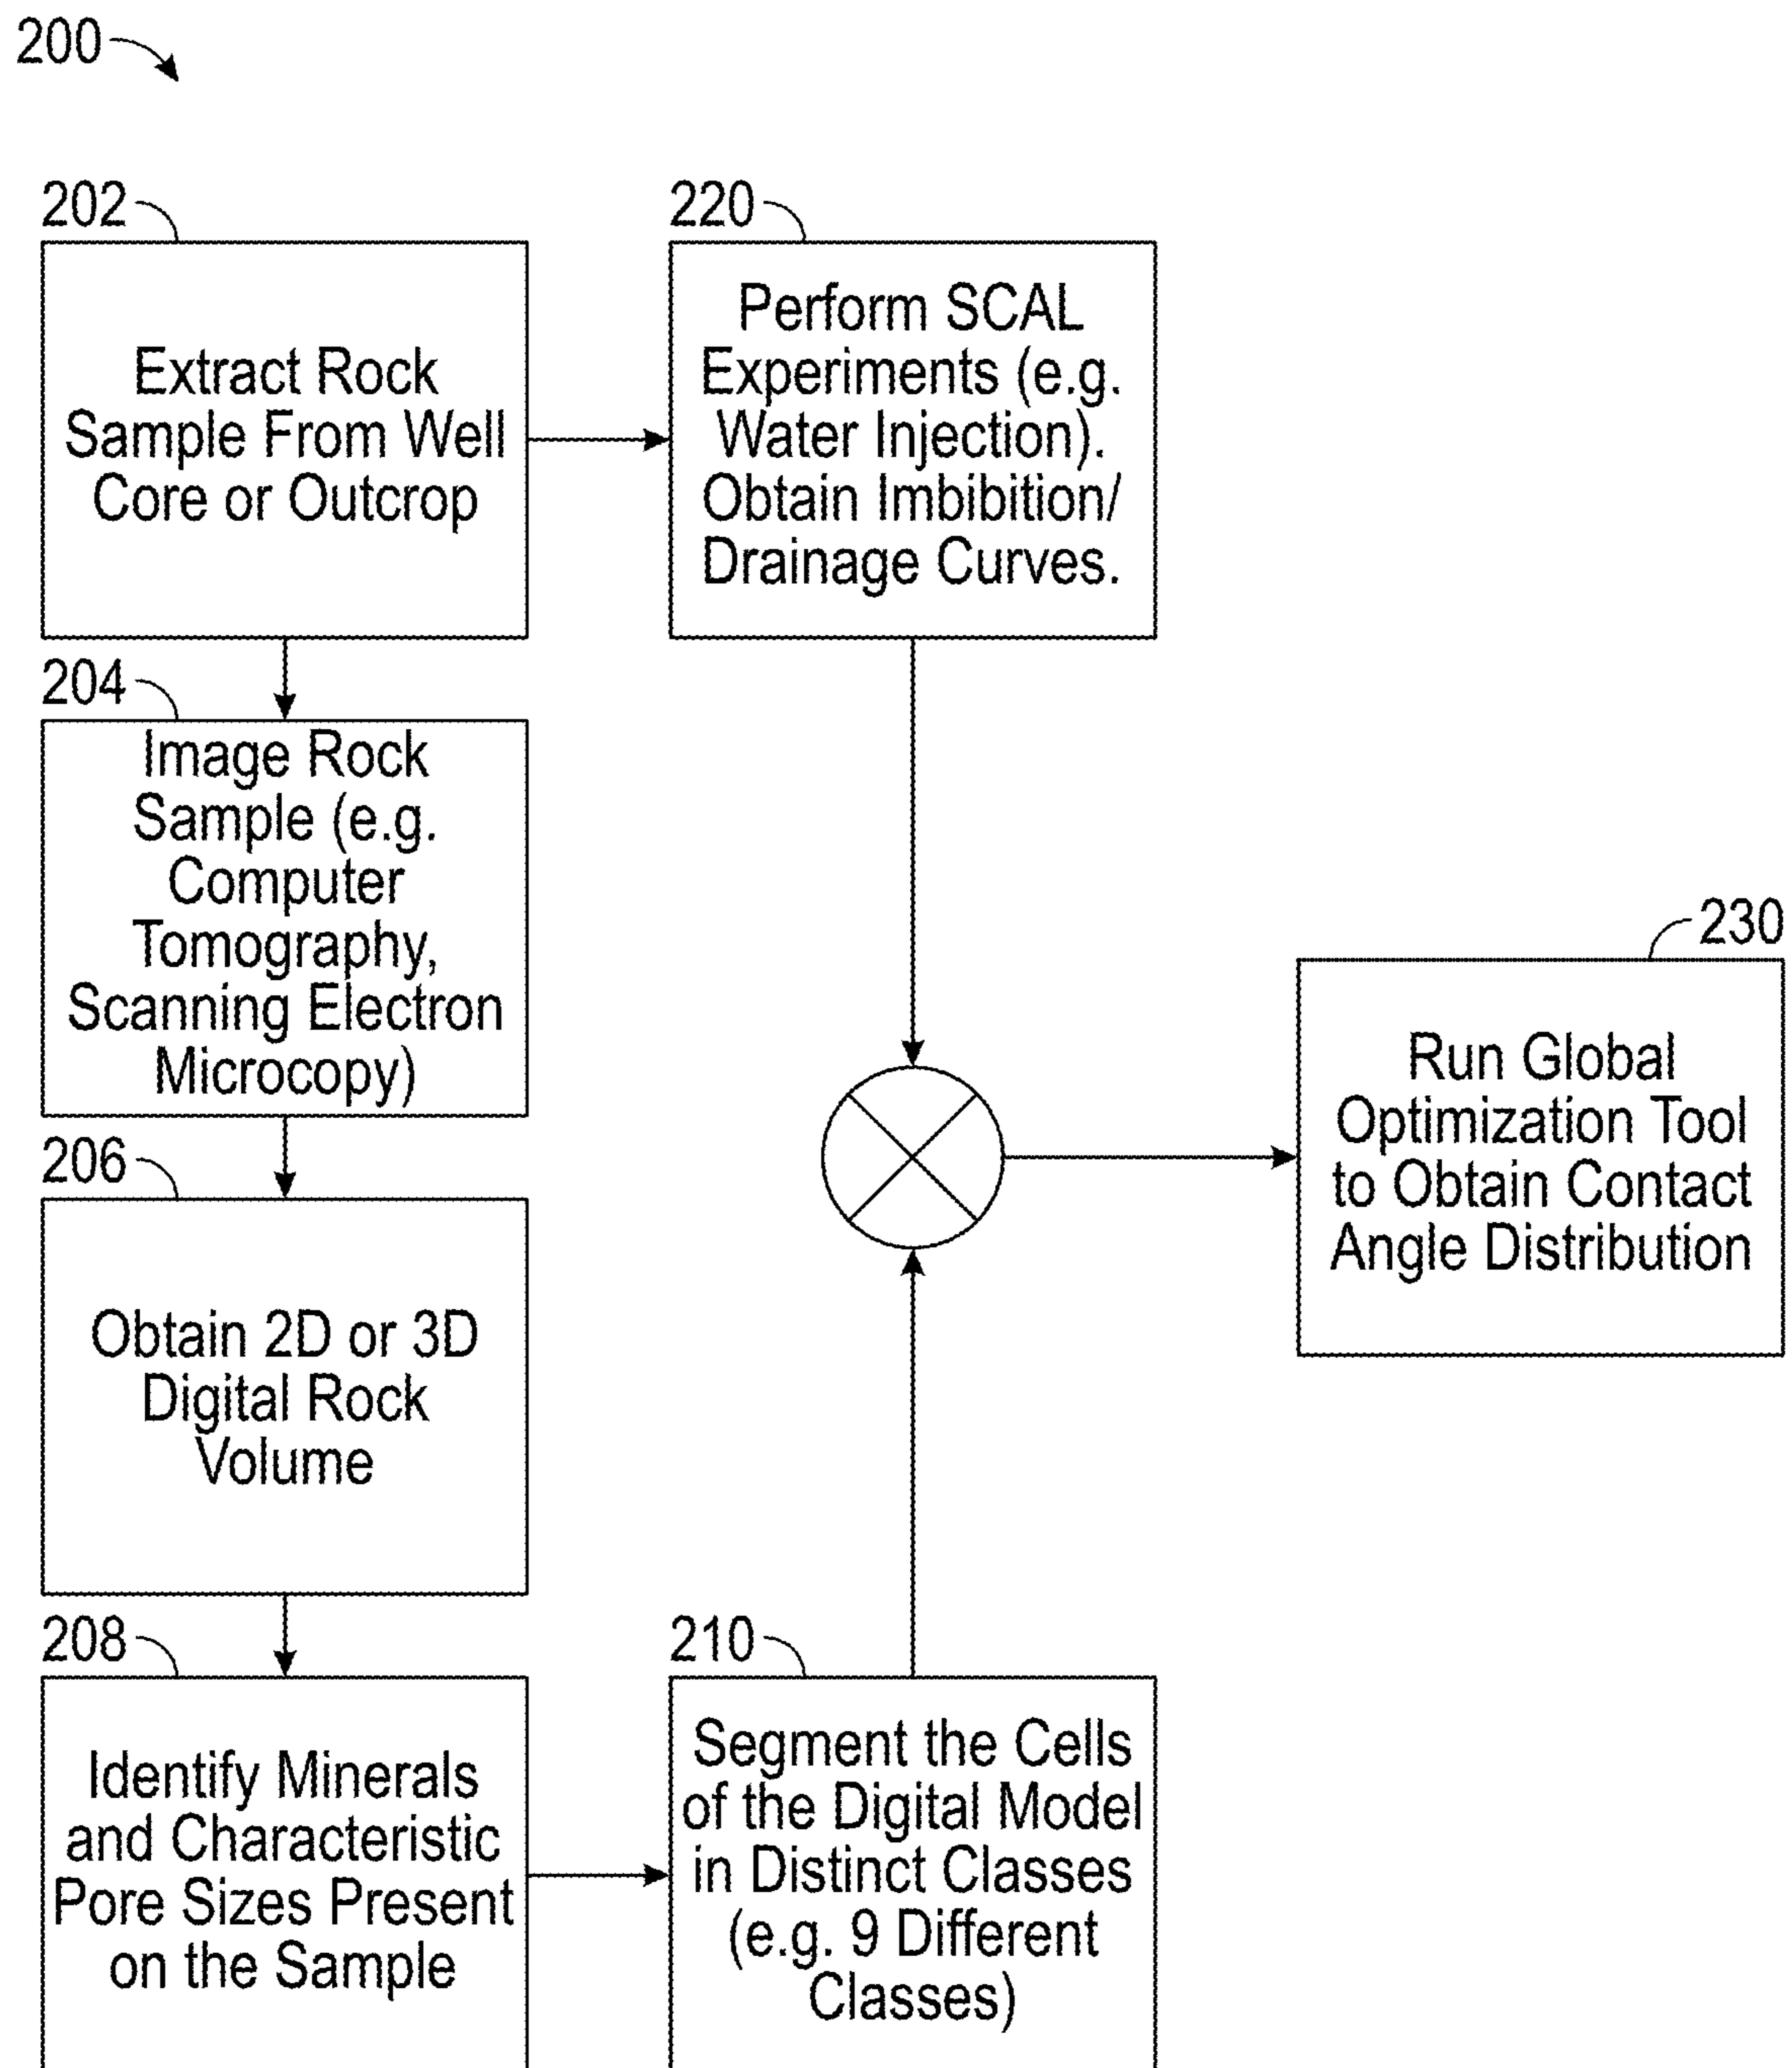 200
202
Extract Rock
Sample From Well
Core or Outcrop
220
Perform SCAL
Experiments (e.g.
Water Injection).
Obtain Imbibition/
Drainage Curves.
204
Image Rock
Sample (e.g.
Computer
Tomography,
Scanning Electron
Microcopy)
230
Run Global
Optimization Tool
to Obtain Contact
Angle Distribution
206
Obtain 2D or 3D
Digital Rock
Volume
208
Identify Minerals
and Characteristic
Pore Sizes Present
on the Sample
210
Segment the Cells
of the Digital Model
in Distinct Classes
(e.g. 9 Different
Classes)